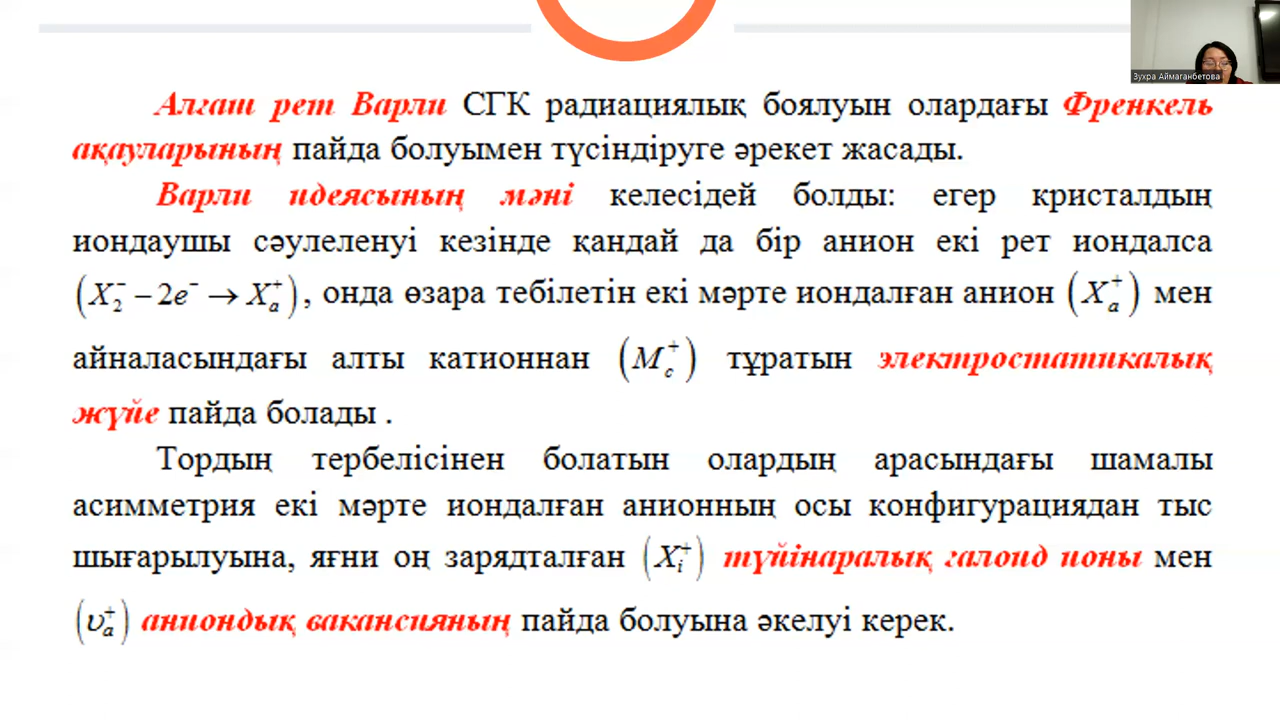 Зухра Аймаганбетова
Алғаш рет Варли СГК радиациялық боялуын олардағы Френкель
ақауларының пайда болуымен түсіндіруге әрекет жасады.
Варли идеясының мәні келесідей болды: егер кристалдың
иондаушы сәулеленуі кезінде қандай да бір анион екі рет иондалса
(X₂⁻ – 2e⁻ → Xₐ⁺), онда өзара тебілетін екі мәрте иондалған анион (Xₐ⁺) мен
айналасындағы алты катионнан (M_c⁺) тұратын электростатикалық
жүйе пайда болады .
Тордың тербелісінен болатын олардың арасындағы шамалы
асимметрия екі мәрте иондалған анионның осы конфигурациядан тыс
шығарылуына, яғни оң зарядталған (Xᵢ⁺) түйінаралық галоид ионы мен
(υₐ⁺) аниондық вакансияның пайда болуына әкелуі керек.